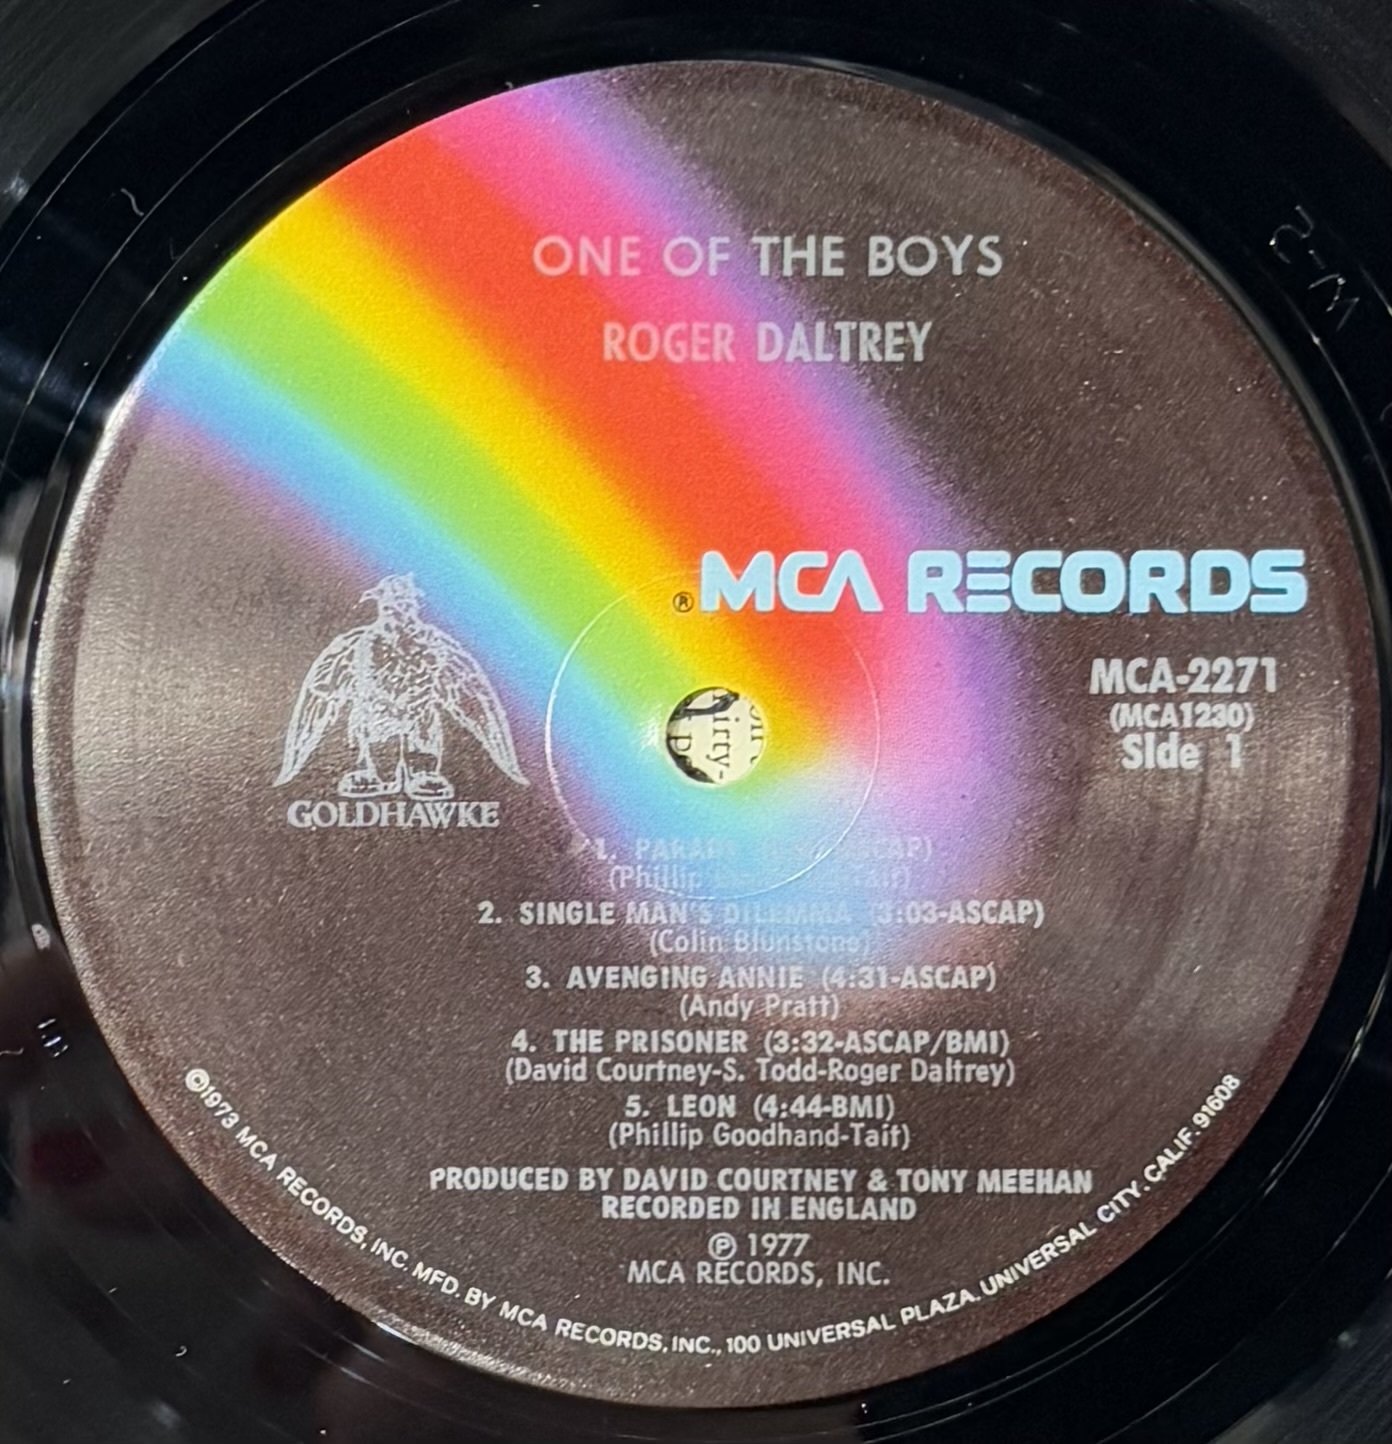 ONE OF THE BOYS
ROGER DALTREY
® MCA RECORDS
MCA-2271
(MCA1230)
Side 1
GOLDHAWKE
1. ASCAP)
(Phillip
2. SINGLE MAN'S DILEMMA (3:03-ASCAP)
(Colin Blunstone)
3. AVENGING ANNIE (4:31-ASCAP)
(Andy Pratt)
4. THE PRISONER (3:32-ASCAP/BMI)
(David Courtney-S. Todd-Roger Daltrey)
5. LEON (4:44-BMI)
(Phillip Goodhand-Tait)
PRODUCED BY DAVID COURTNEY & TONY MEEHAN
RECORDED IN ENGLAND
℗ 1977
MCA RECORDS, INC.
©1973 MCA RECORDS, INC. MFD. BY MCA RECORDS, INC., 100 UNIVERSAL PLAZA, UNIVERSAL CITY, CALIF. 91608